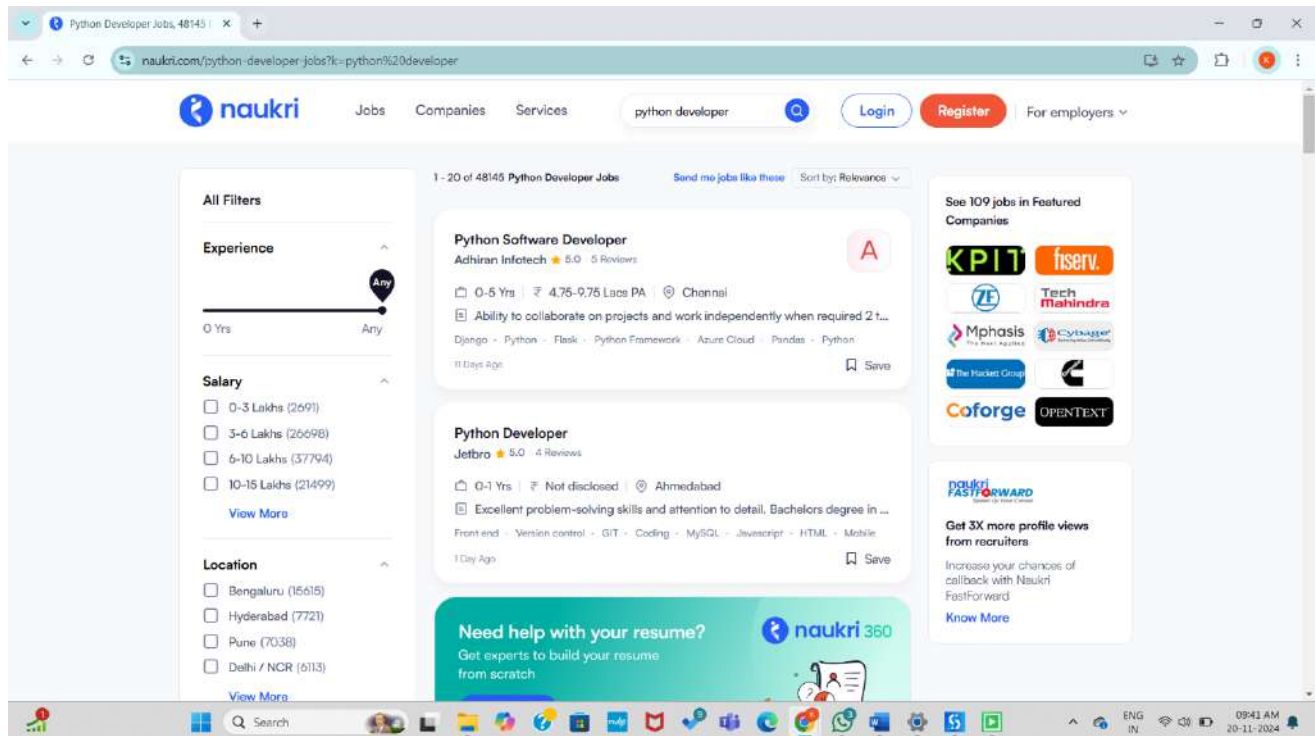 Python Developer Jobs, 48145
naukri.com/python-developer-jobs?k=python%20developer
K
naukri
Jobs
Companies
Services
python developer
Login
Register
For employers
All Filters
Experience
Any
0 Yrs
Any
Salary
0-3 Lakhs (2691)
3-6 Lakhs (26698)
6-10 Lakhs (37794)
10-15 Lakhs (21499)
View More
Location
Bengaluru (15615)
Hyderabad (7721)
Pune (7038)
Delhi / NCR (6113)
View More
1 - 20 of 48145 Python Developer Jobs
Send me jobs like these
Sort by: Relevance
Python Software Developer
Adhiran Infotech 5.0 5 Reviews
A
0-5 Yrs ₹ 4.75-9.75 Lacs PA Chennai
Ability to collaborate on projects and work independently when required 2 t...
Django - Python - Flask - Python Framework - Azure Cloud - Pandas - Python
11 Days Ago
Save
Python Developer
Jetbro 5.0 4 Reviews
0-1 Yrs ₹ Not disclosed Ahmedabad
Excellent problem-solving skills and attention to detail. Bachelors degree in ...
Front end - Version control - GIT - Coding - MySQL - Javascript - HTML - Mobile
1 Day Ago
Save
Need help with your resume?
Get experts to build your resume
from scratch
naukri 360
See 109 jobs in Featured
Companies
KPIT
fiserv.
ZF
Tech
Mahindra
Mphasis
The Next Applied
Cybage
The Hackett Group
Coforge
OPENTEXT
naukri
FASTFORWARD
Get 3X more profile views
from recruiters
Increase your chances of
callback with Naukri
FastForward
Know More
Search
ENG
IN
09:41 AM
20-11-2024